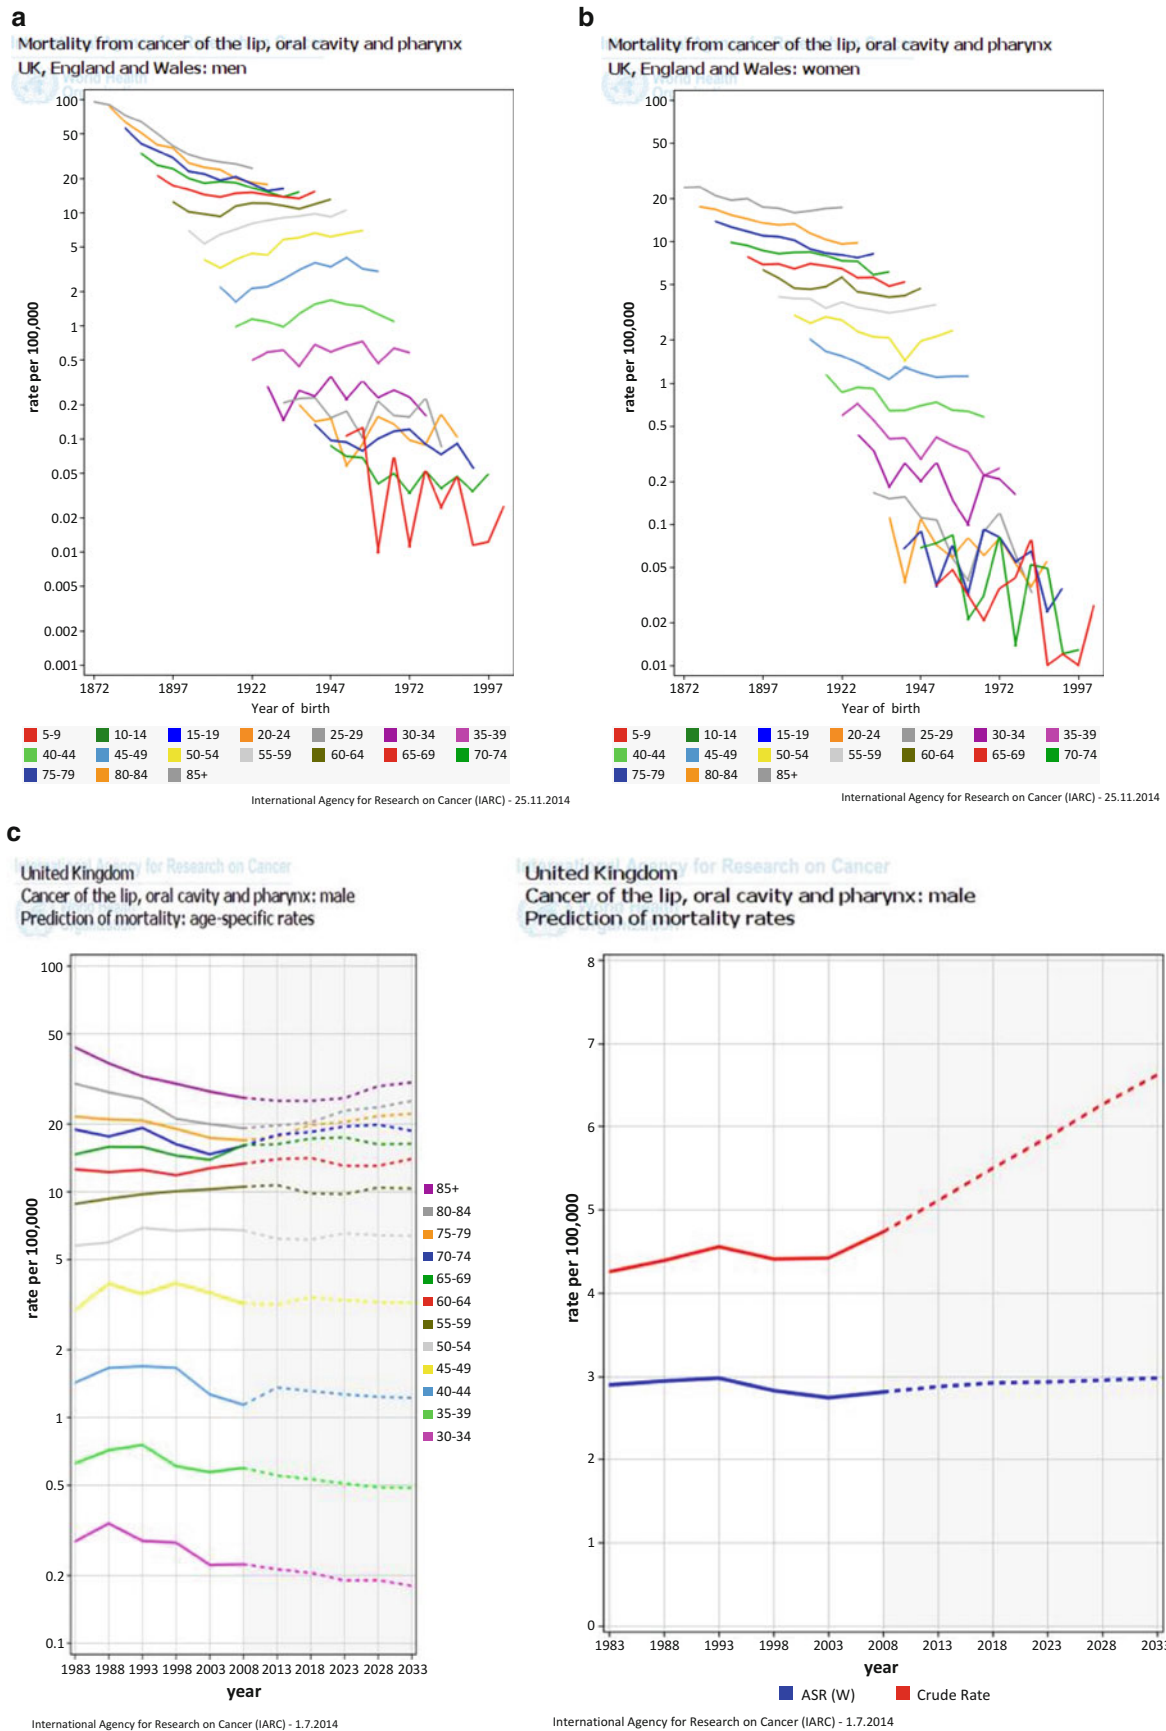 a
Mortality from cancer of the lip, oral cavity and pharynx
UK, England and Wales: men
100
50
20
10
5
2
1
0.5
0.2
0.1
0.05
0.02
0.01
0.005
0.002
0.001
rate per 100,000
1872 1897 1922 1947 1972 1997
Year of birth
5-9 10-14 15-19 20-24 25-29 30-34 35-39
40-44 45-49 50-54 55-59 60-64 65-69 70-74
75-79 80-84 85+
International Agency for Research on Cancer (IARC) - 25.11.2014
b
Mortality from cancer of the lip, oral cavity and pharynx
UK, England and Wales: women
100
50
20
10
5
2
1
0.5
0.2
0.1
0.05
0.02
0.01
rate per 100,000
1872 1897 1922 1947 1972 1997
Year of birth
5-9 10-14 15-19 20-24 25-29 30-34 35-39
40-44 45-49 50-54 55-59 60-64 65-69 70-74
75-79 80-84 85+
International Agency for Research on Cancer (IARC) - 25.11.2014
c
International Agency for Research on Cancer
United Kingdom
Cancer of the lip, oral cavity and pharynx: male
Prediction of mortality: age-specific rates
100
50
20
10
5
2
1
0.5
0.2
0.1
rate per 100,000
1983 1988 1993 1998 2003 2008 2013 2018 2023 2028 2033
year
85+
80-84
75-79
70-74
65-69
60-64
55-59
50-54
45-49
40-44
35-39
30-34
International Agency for Research on Cancer (IARC) - 1.7.2014
International Agency for Research on Cancer
United Kingdom
Cancer of the lip, oral cavity and pharynx: male
Prediction of mortality rates
8
7
6
5
4
3
2
1
0
rate per 100,000
1983 1988 1993 1998 2003 2008 2013 2018 2023 2028 2033
year
ASR (W) Crude Rate
International Agency for Research on Cancer (IARC) - 1.7.2014